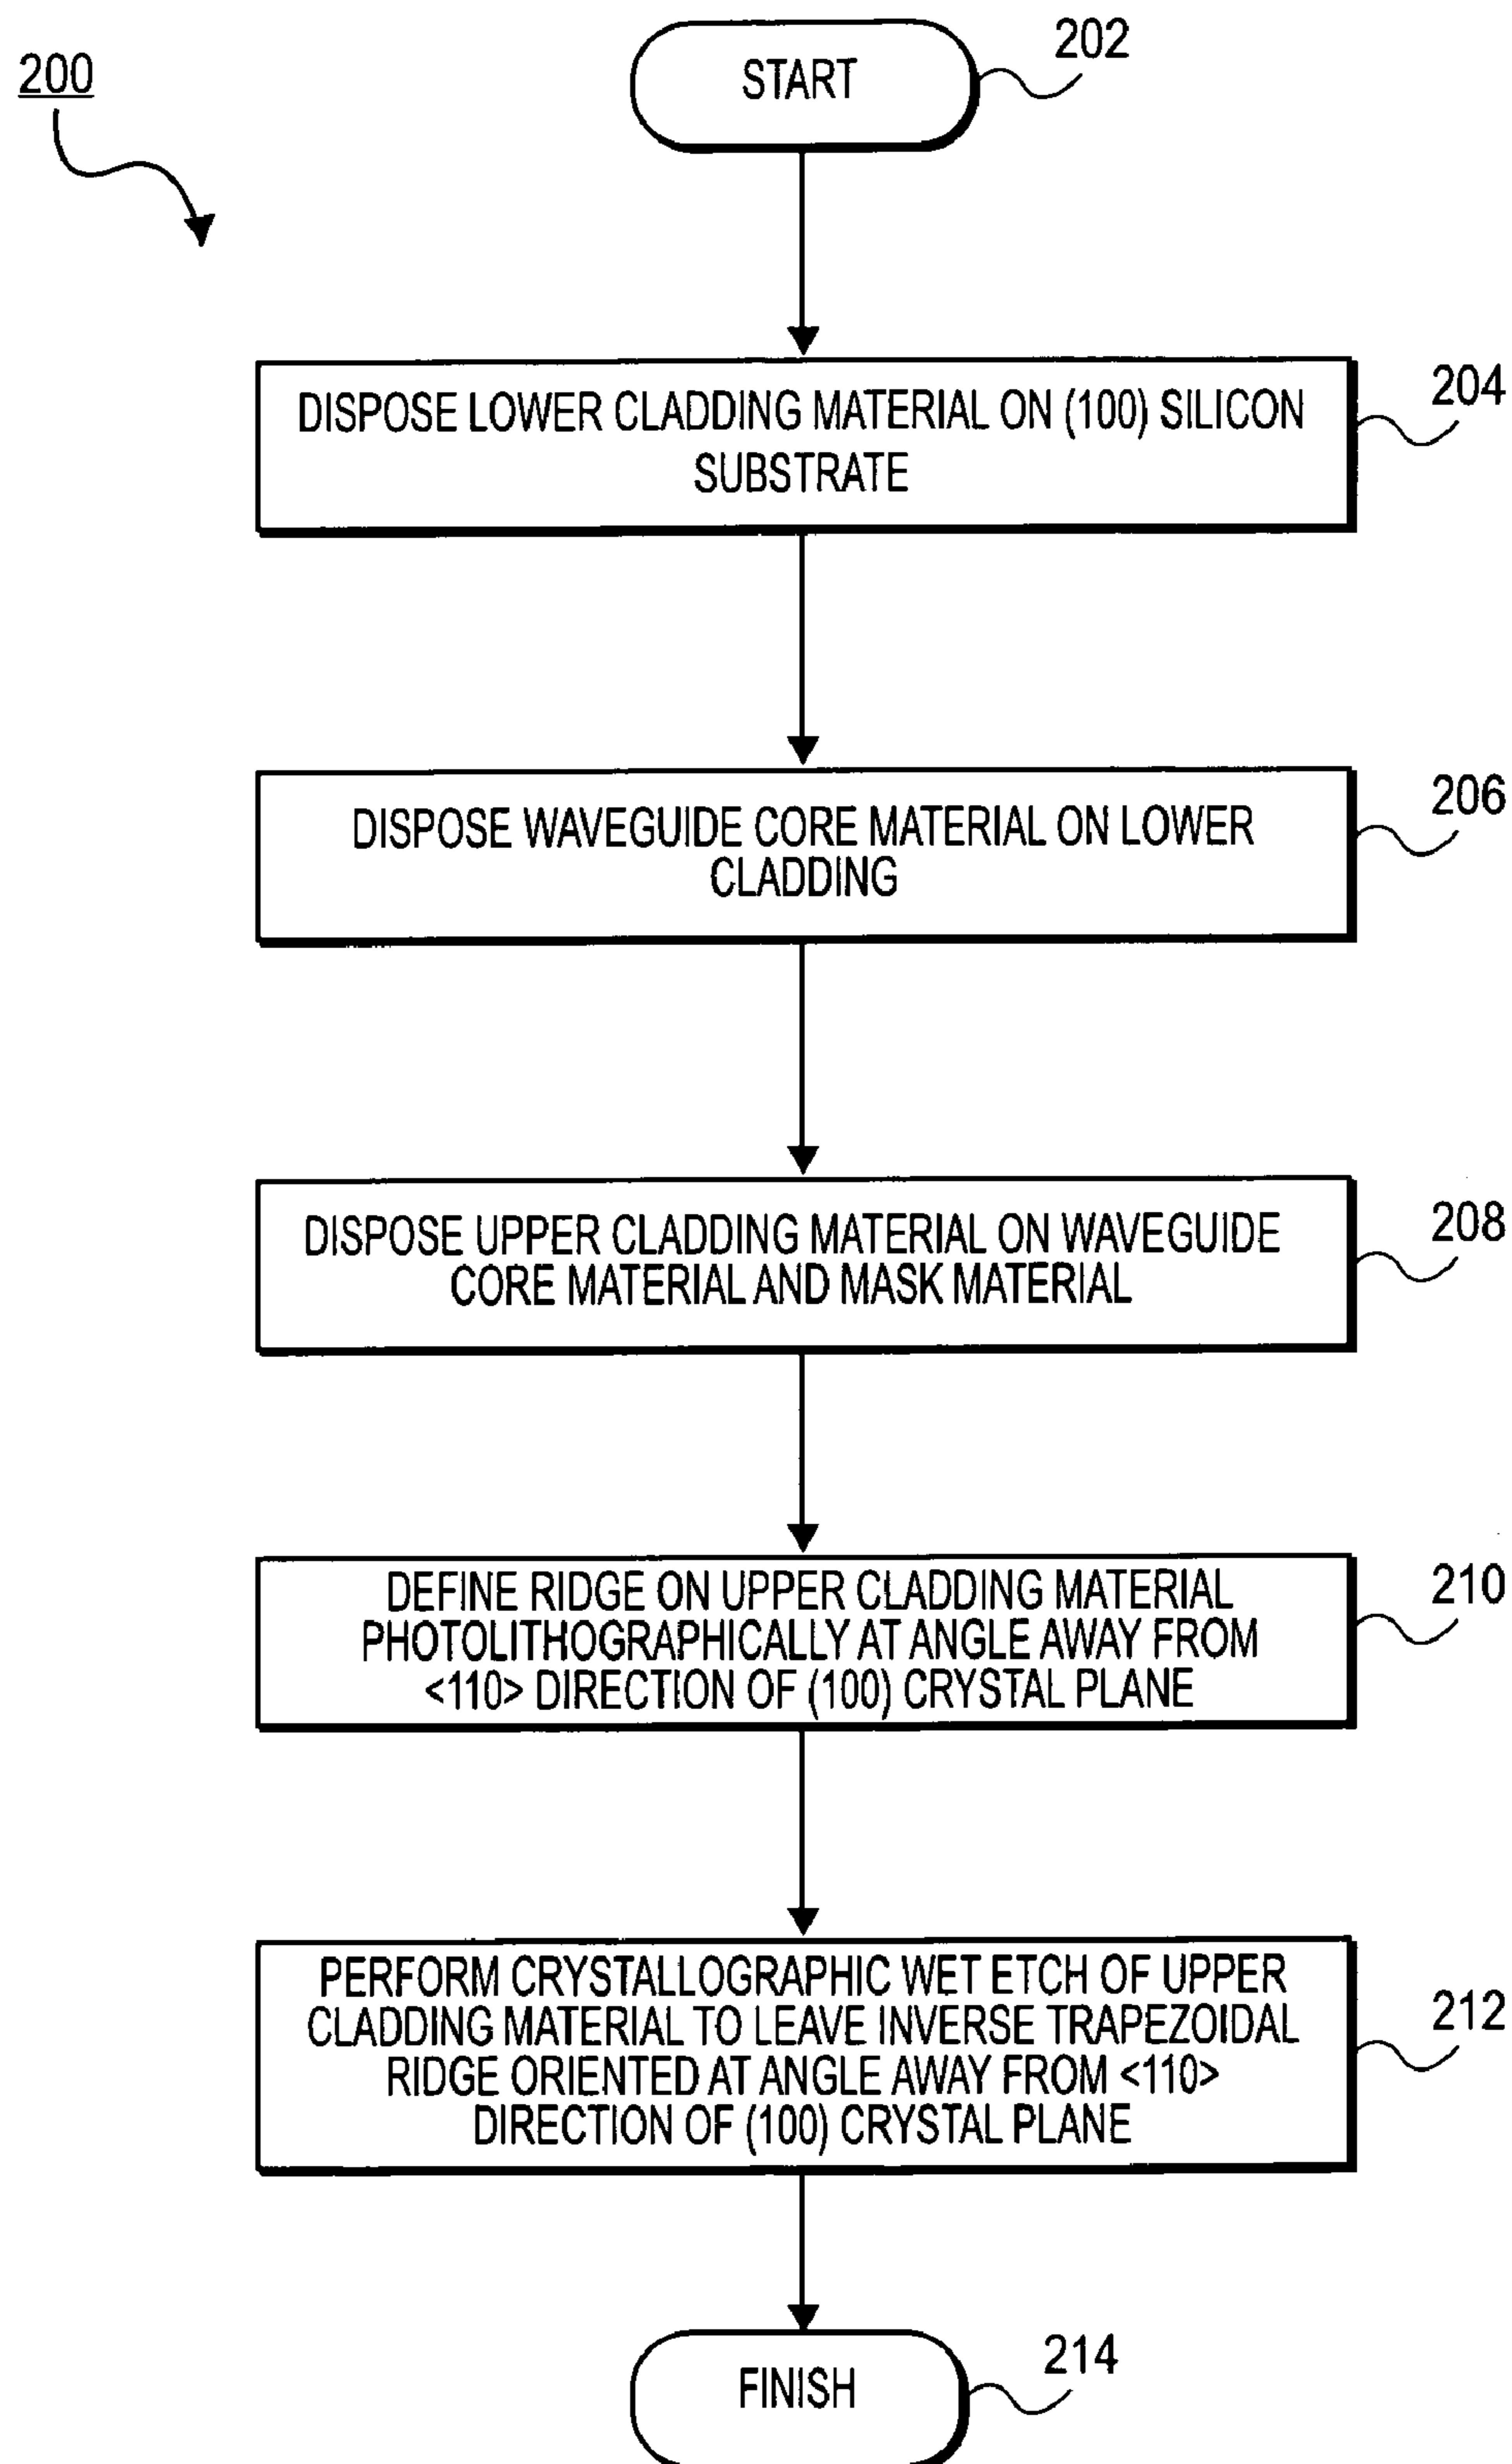 200
START
202
DISPOSE LOWER CLADDING MATERIAL ON (100) SILICON
SUBSTRATE
204
DISPOSE WAVEGUIDE CORE MATERIAL ON LOWER
CLADDING
206
DISPOSE UPPER CLADDING MATERIAL ON WAVEGUIDE
CORE MATERIAL AND MASK MATERIAL
208
DEFINE RIDGE ON UPPER CLADDING MATERIAL
PHOTOLITHOGRAPHICALLY AT ANGLE AWAY FROM
<110> DIRECTION OF (100) CRYSTAL PLANE
210
PERFORM CRYSTALLOGRAPHIC WET ETCH OF UPPER
CLADDING MATERIAL TO LEAVE INVERSE TRAPEZOIDAL
RIDGE ORIENTED AT ANGLE AWAY FROM <110>
DIRECTION OF (100) CRYSTAL PLANE
212
FINISH
214